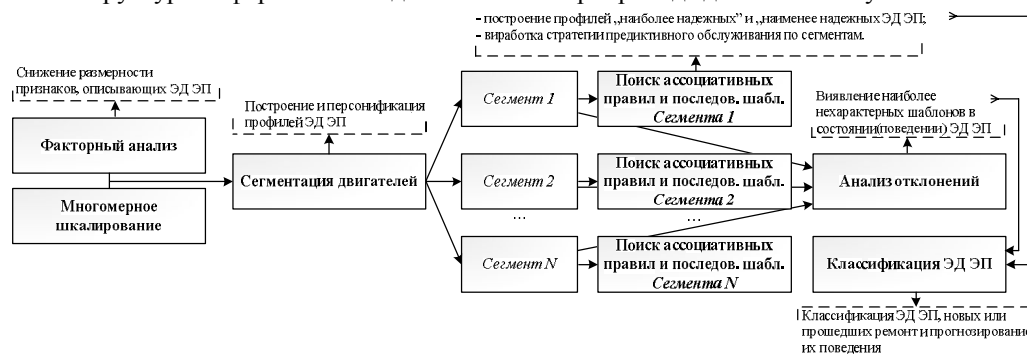 - построение профилей „наиболее надежных” и „наименее надежных ЭД ЭП;
- виработка стратегии предиктивного обслуживания по сегментам.
Снижение размерности
признаков, описывающих ЭД ЭП
Факторный анализ
Многомерное
шкалирование
Построение и персонификация
профилей ЭД ЭП
Сегментация двигателей
Сегмент 1
Сегмент 2
...
Сегмент N
Поиск ассоциативных
правил и последов. шабл.
Сегмента 1
Поиск ассоциативных
правил и последов. шабл.
Сегмента 2
...
Поиск ассоциативных
правил и последов. шабл.
Сегмента N
Виявление наиболее
нехарактерных шаблонов в
состоянии(поведении) ЭД ЭП
Анализ отклонений
Классификация ЭД ЭП
Классификация ЭД ЭП, новых или
прошедших ремонт и прогнозирование
их поведения